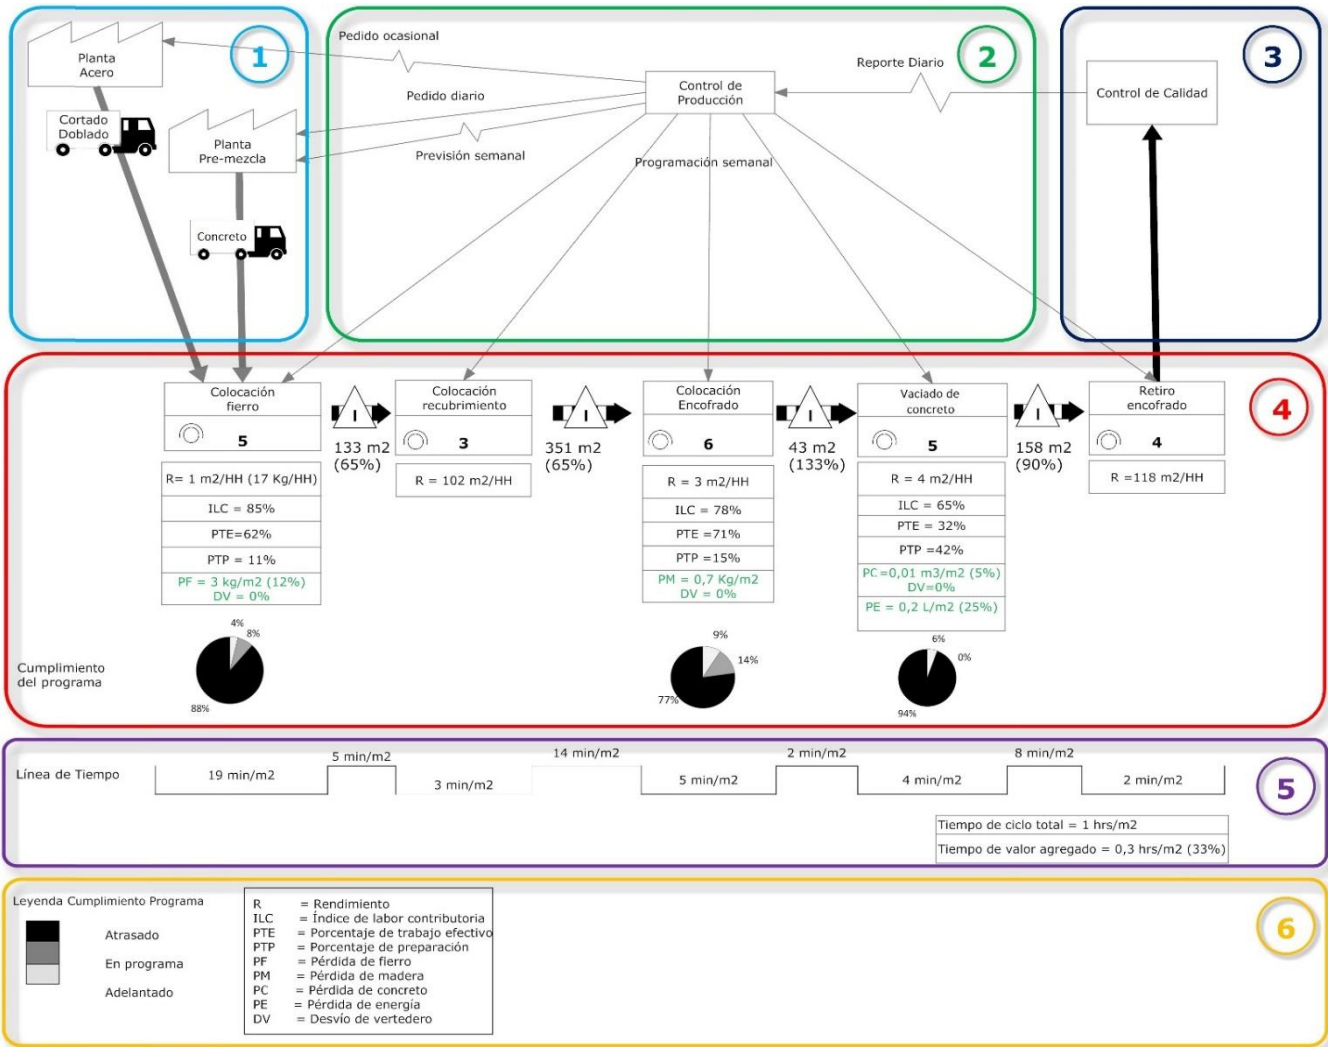 1
Planta
Acero
Cortado
Doblado
Planta
Pre-mezcla
Concreto
2
Pedido ocasional
Pedido diario
Previsión semanal
Control de
Producción
Programación semanal
Reporte Diario
3
Control de Calidad
4
Colocación
fierro
5
R= 1 m2/HH (17 Kg/HH)
ILC = 85%
PTE=62%
PTP = 11%
PF = 3 kg/m2 (12%)
DV = 0%
I
133 m2
(65%)
Colocación
recubrimiento
3
R = 102 m2/HH
I
351 m2
(65%)
Colocación
Encofrado
6
R = 3 m2/HH
ILC = 78%
PTE =71%
PTP =15%
PM = 0,7 Kg/m2
DV = 0%
I
43 m2
(133%)
Vaciado de
concreto
5
R = 4 m2/HH
ILC = 65%
PTE = 32%
PTP =42%
PC=0,01 m3/m2 (5%)
DV=0%
PE = 0,2 L/m2 (25%)
I
158 m2
(90%)
Retiro
encofrado
4
R =118 m2/HH
Cumplimiento
del programa
4%
8%
88%
9%
14%
77%
6%
0%
94%
5
Línea de Tiempo
19 min/m2
5 min/m2
3 min/m2
14 min/m2
5 min/m2
2 min/m2
4 min/m2
8 min/m2
2 min/m2
Tiempo de ciclo total = 1 hrs/m2
Tiempo de valor agregado = 0,3 hrs/m2 (33%)
6
Leyenda Cumplimiento Programa
Atrasado
En programa
Adelantado
R = Rendimiento
ILC = Índice de labor contributoria
PTE = Porcentaje de trabajo efectivo
PTP = Porcentaje de preparación
PF = Pérdida de fierro
PM = Pérdida de madera
PC = Pérdida de concreto
PE = Pérdida de energía
DV = Desvío de vertedero